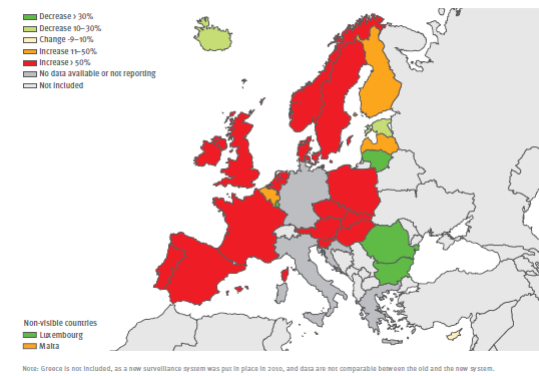 Decrease > 30%
Decrease 10–30%
Change -9–10%
Increase 11–50%
Increase > 50%
No data available or not reporting
Not included
Non-visible countries
Luxembourg
Malta
Note: Greece is not included, as a new surveillance system was put in place in 2010, and data are not comparable between the old and the new system.